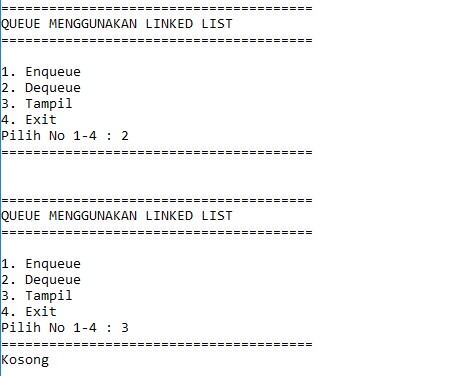 =======================================
QUEUE MENGGUNAKAN LINKED LIST
=======================================
1. Enqueue
2. Dequeue
3. Tampil
4. Exit
Pilih No 1-4 : 2
=======================================
=======================================
QUEUE MENGGUNAKAN LINKED LIST
=======================================
1. Enqueue
2. Dequeue
3. Tampil
4. Exit
Pilih No 1-4 : 3
=======================================
Kosong